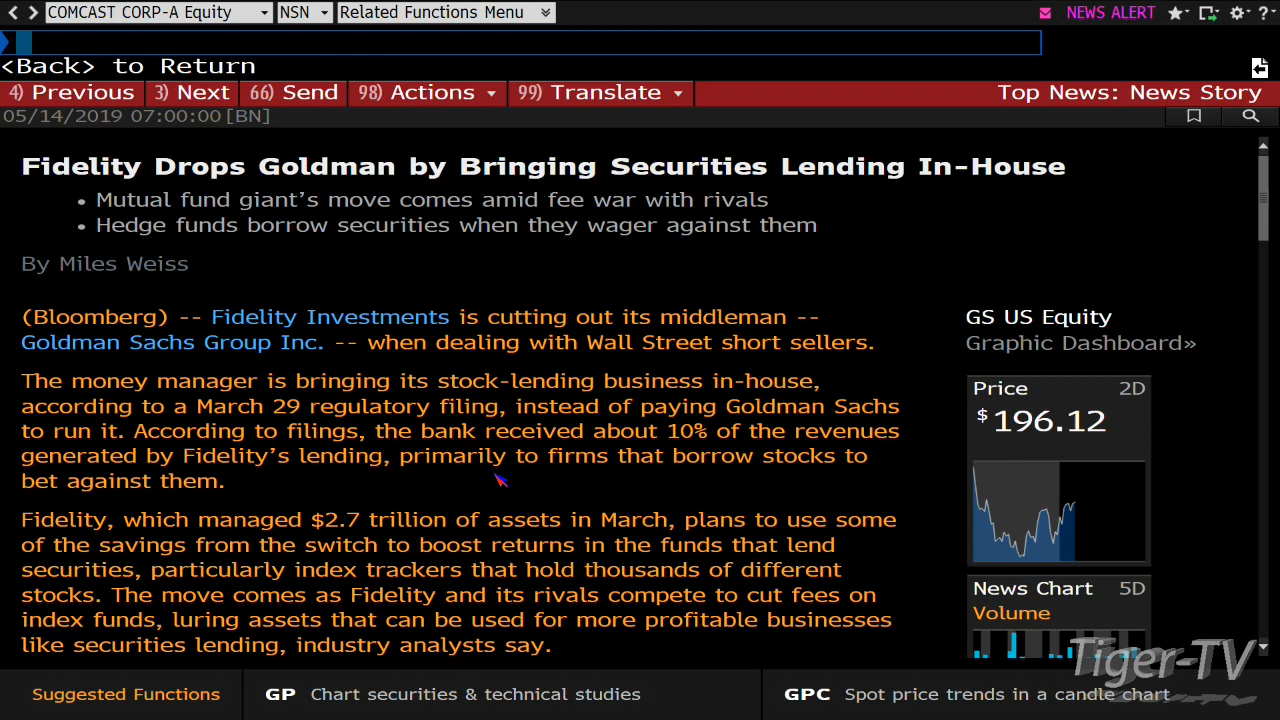 COMCAST CORP-A Equity NSN Related Functions Menu NEWS ALERT ?
<Back> to Return
4) Previous 3) Next 66) Send 98) Actions 99) Translate Top News: News Story
05/14/2019 07:00:00 [BN]
Fidelity Drops Goldman by Bringing Securities Lending In-House
• Mutual fund giant's move comes amid fee war with rivals
• Hedge funds borrow securities when they wager against them
By Miles Weiss
(Bloomberg) -- Fidelity Investments is cutting out its middleman --
Goldman Sachs Group Inc. -- when dealing with Wall Street short sellers.
The money manager is bringing its stock-lending business in-house,
according to a March 29 regulatory filing, instead of paying Goldman Sachs
to run it. According to filings, the bank received about 10% of the revenues
generated by Fidelity's lending, primarily to firms that borrow stocks to
bet against them.
Fidelity, which managed $2.7 trillion of assets in March, plans to use some
of the savings from the switch to boost returns in the funds that lend
securities, particularly index trackers that hold thousands of different
stocks. The move comes as Fidelity and its rivals compete to cut fees on
index funds, luring assets that can be used for more profitable businesses
like securities lending, industry analysts say.
GS US Equity
Graphic Dashboard»
Price 2D
$196.12
News Chart 5D
Volume
Tiger-TV
Suggested Functions GP Chart securities & technical studies GPC Spot price trends in a candle chart